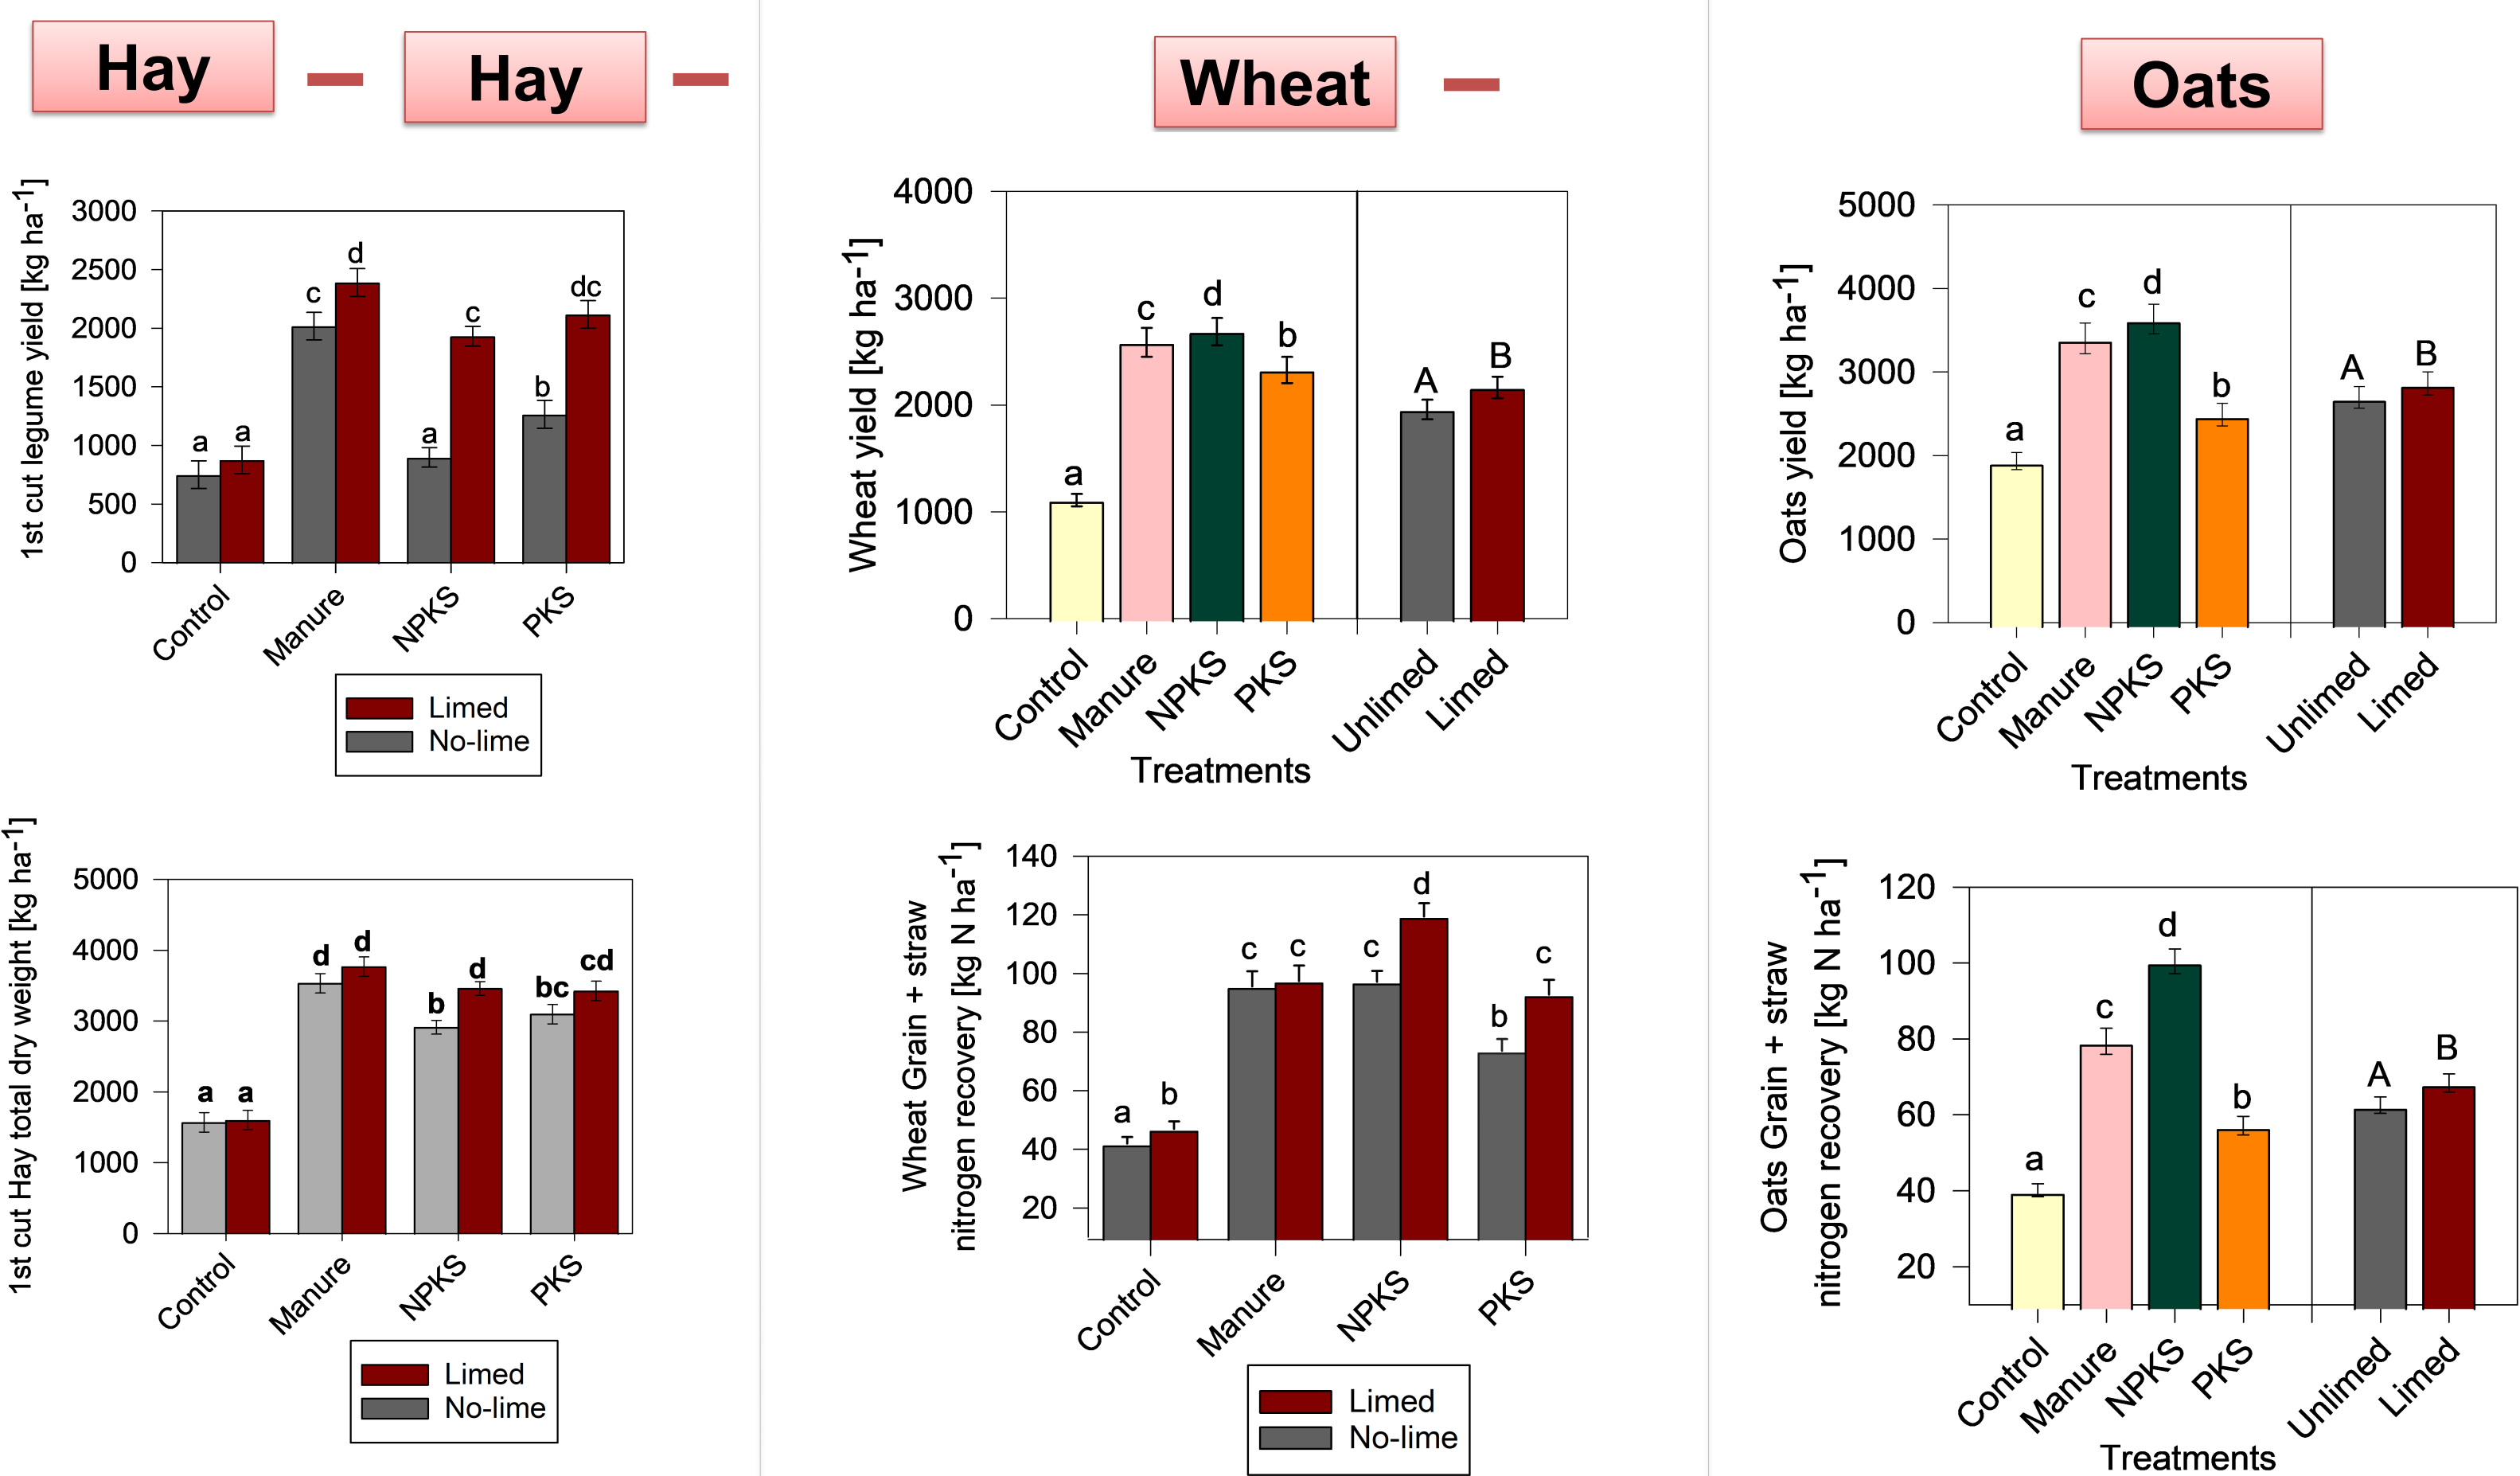 Hay
Hay
Wheat
Oats
1st cut legume yield [kg ha-1]
3000
2500
2000
1500
1000
500
0
a
a
c
d
a
c
b
dc
Control
Manure
NPKS
PKS
Limed
No-lime
1st cut Hay total dry weight [kg ha-1]
5000
4000
3000
2000
1000
0
a
a
d
d
b
d
bc
cd
Control
Manure
NPKS
PKS
Limed
No-lime
Wheat yield [kg ha-1]
4000
3000
2000
1000
0
a
c
d
b
A
B
Control
Manure
NPKS
PKS
Unlimed
Limed
Treatments
Wheat Grain + straw
nitrogen recovery [kg N ha-1]
140
120
100
80
60
40
20
a
b
c
c
c
d
b
c
Control
Manure
NPKS
PKS
Limed
No-lime
Oats yield [kg ha-1]
5000
4000
3000
2000
1000
0
a
c
d
b
A
B
Control
Manure
NPKS
PKS
Unlimed
Limed
Treatments
Oats Grain + straw
nitrogen recovery [kg N ha-1]
120
100
80
60
40
20
a
c
d
b
A
B
Control
Manure
NPKS
PKS
Unlimed
Limed
Treatments